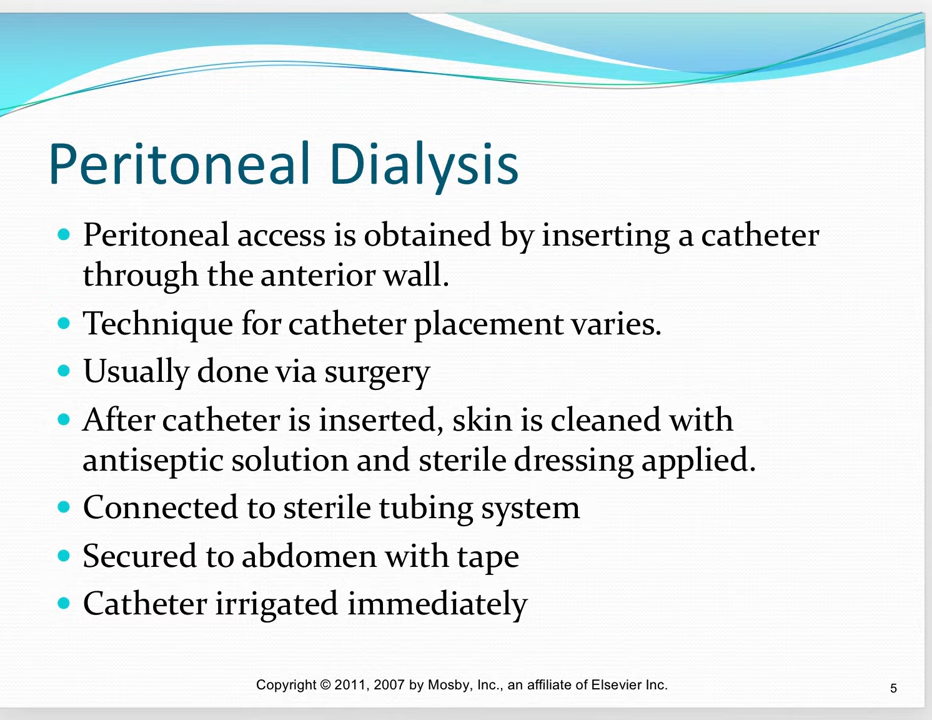 Peritoneal Dialysis
• Peritoneal access is obtained by inserting a catheter
through the anterior wall.
• Technique for catheter placement varies.
• Usually done via surgery
• After catheter is inserted, skin is cleaned with
antiseptic solution and sterile dressing applied.
• Connected to sterile tubing system
• Secured to abdomen with tape
• Catheter irrigated immediately
Copyright © 2011, 2007 by Mosby, Inc., an affiliate of Elsevier Inc.
5